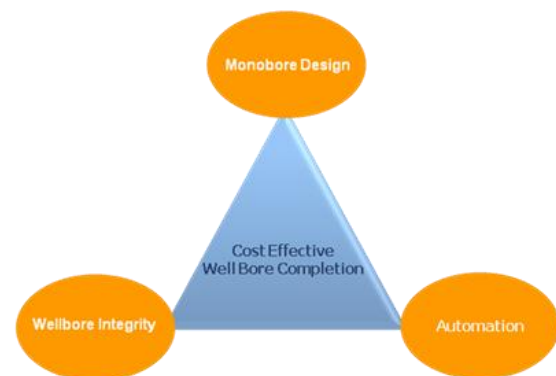 Monobore Design
Cost Effective
Well Bore Completion
Wellbore Integrity
Automation